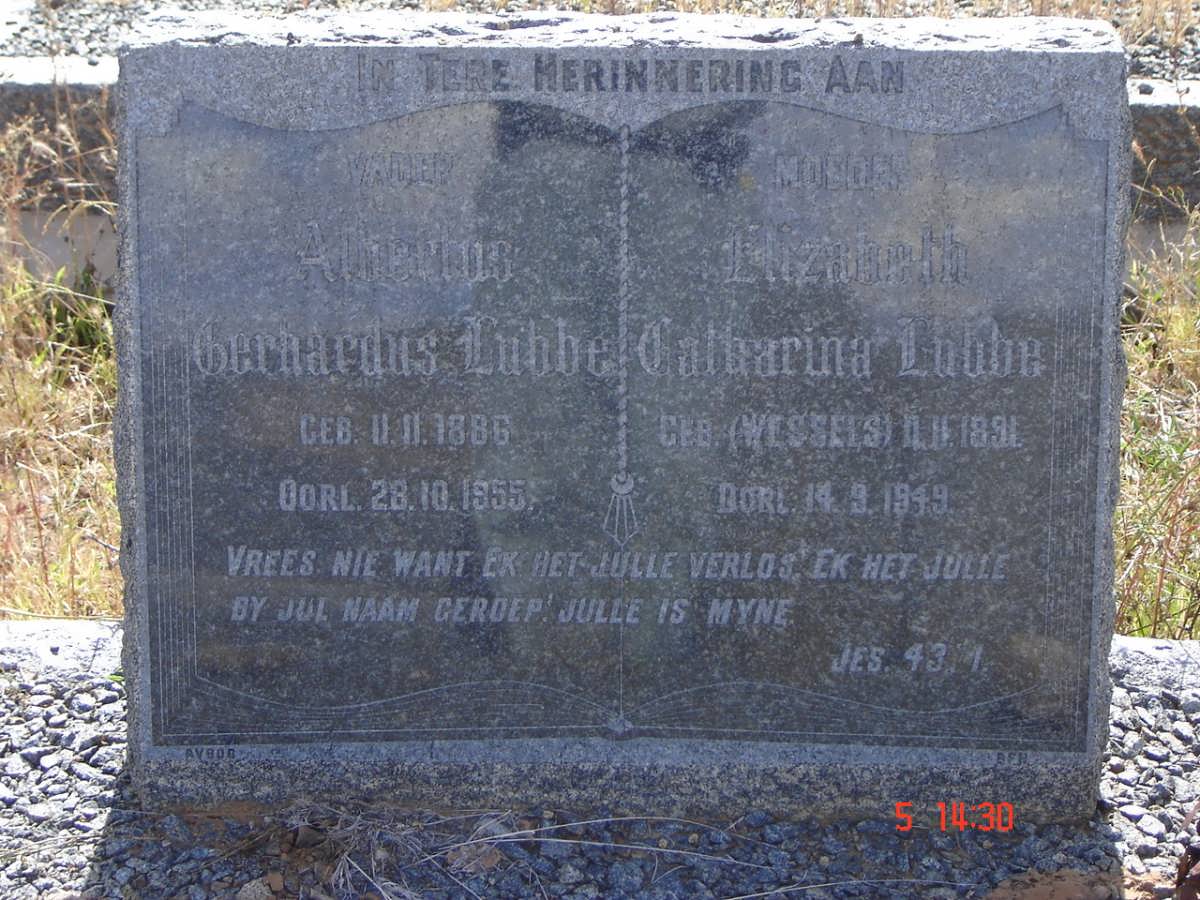 IN TERE HERINNERING AAN
VADER
Albertus
Gerhardus Lubbe
GEB. 11.11.1886
OORL. 28.10.1955.
MOEDER
Elizabeth
Catharina Lubbe
GEB. (WESSELS) 11.11.1891.
OORL. 14.9.1949.
VREES NIE WANT EK HET JULLE VERLOS, EK HET JULLE
BY JUL NAAM GEROEP: JULLE IS MYNE.
JES. 43. 1.
5 14:30